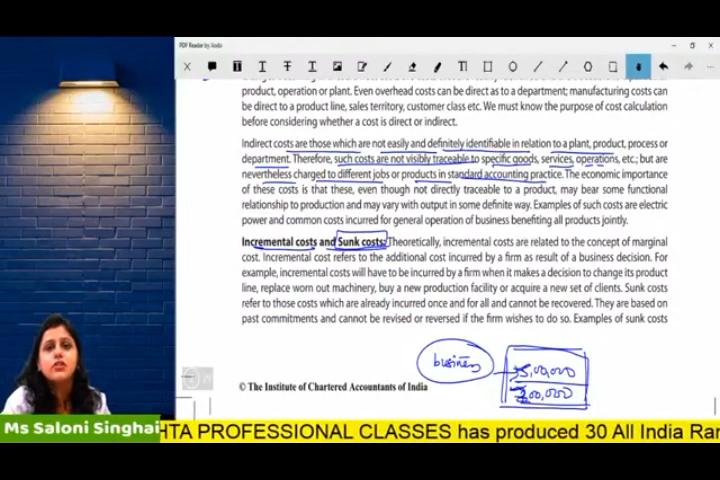 PDF Reader by Xodo
product, operation or plant. Even overhead costs can be direct as to a department; manufacturing costs can
be direct to a product line, sales territory, customer class etc. We must know the purpose of cost calculation
before considering whether a cost is direct or indirect.
Indirect costs are those which are not easily and definitely identifiable in relation to a plant, product, process or
department. Therefore, such costs are not visibly traceable to specific goods, services, operations, etc.; but are
nevertheless charged to different jobs or products in standard accounting practice. The economic importance
of these costs is that these, even though not directly traceable to a product, may bear some functional
relationship to production and may vary with output in some definite way. Examples of such costs are electric
power and common costs incurred for general operation of business benefiting all products jointly.
Incremental costs and Sunk costs: Theoretically, incremental costs are related to the concept of marginal
cost. Incremental cost refers to the additional cost incurred by a firm as result of a business decision. For
example, incremental costs will have to be incurred by a firm when it makes a decision to change its product
line, replace worn out machinery, buy a new production facility or acquire a new set of clients. Sunk costs
refer to those costs which are already incurred once and for all and cannot be recovered. They are based on
past commitments and cannot be revised or reversed if the firm wishes to do so. Examples of sunk costs
business
5,00,000
200,000
© The Institute of Chartered Accountants of India
Ms Saloni Singhai
HTA PROFESSIONAL CLASSES has produced 30 All India Ran